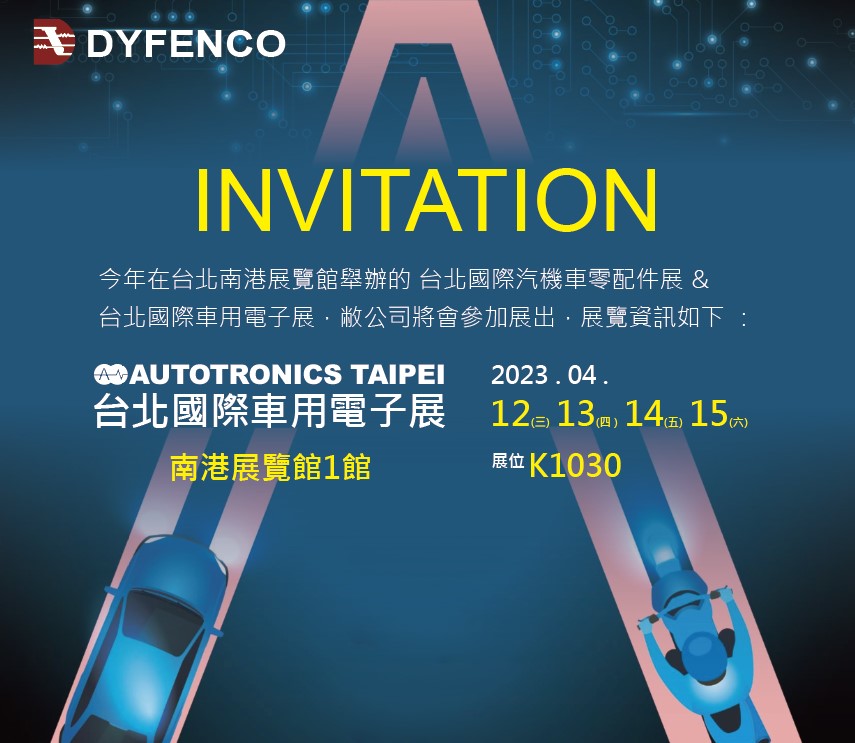 DYFENCO
INVITATION
今年在台北南港展覽館舉辦的 台北國際汽機車零配件展 &
台北國際車用電子展，敝公司將會參加展出，展覽資訊如下 ：
AUTOTRONICS TAIPEI
台北國際車用電子展
南港展覽館1館
2023 . 04 .
12(三) 13(四) 14(五) 15(六)
展位 K1030